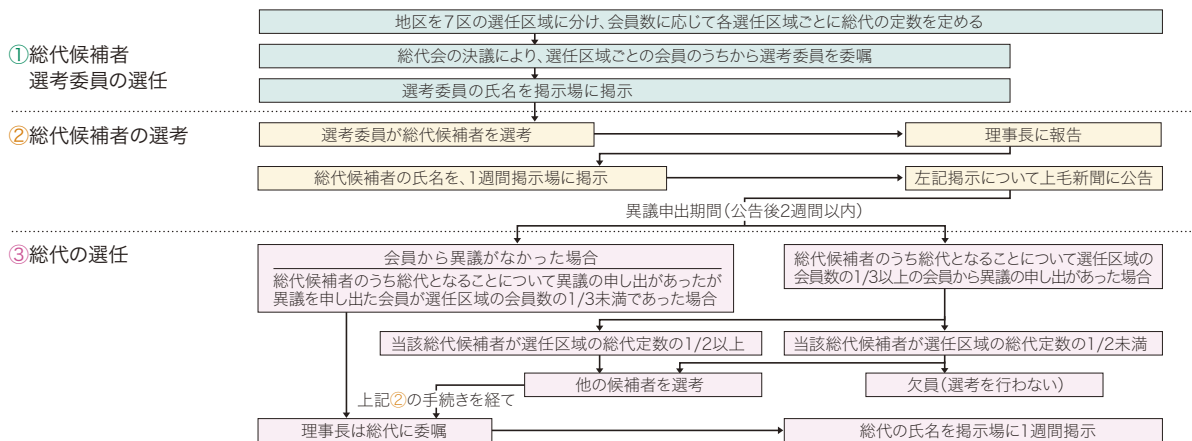 地区を7区の選任区域に分け、会員数に応じて各選任区域ごとに総代の定数を定める
①総代候補者
選考委員の選任
総代会の決議により、選任区域ごとの会員のうちから選考委員を委嘱
選考委員の氏名を掲示場に掲示
②総代候補者の選考
選考委員が総代候補者を選考
理事長に報告
総代候補者の氏名を、1週間掲示場に掲示
左記掲示について上毛新聞に公告
異議申出期間(公告後2週間以内)
③総代の選任
会員から異議がなかった場合
総代候補者のうち総代となることについて異議の申し出があったが
異議を申し出た会員が選任区域の会員数の1/3未満であった場合
総代候補者のうち総代となることについて選任区域の
会員数の1/3以上の会員から異議の申し出があった場合
当該総代候補者が選任区域の総代定数の1/2以上
当該総代候補者が選任区域の総代定数の1/2未満
他の候補者を選考
欠員(選考を行わない)
上記②の手続きを経て
理事長は総代に委嘱
総代の氏名を掲示場に1週間掲示